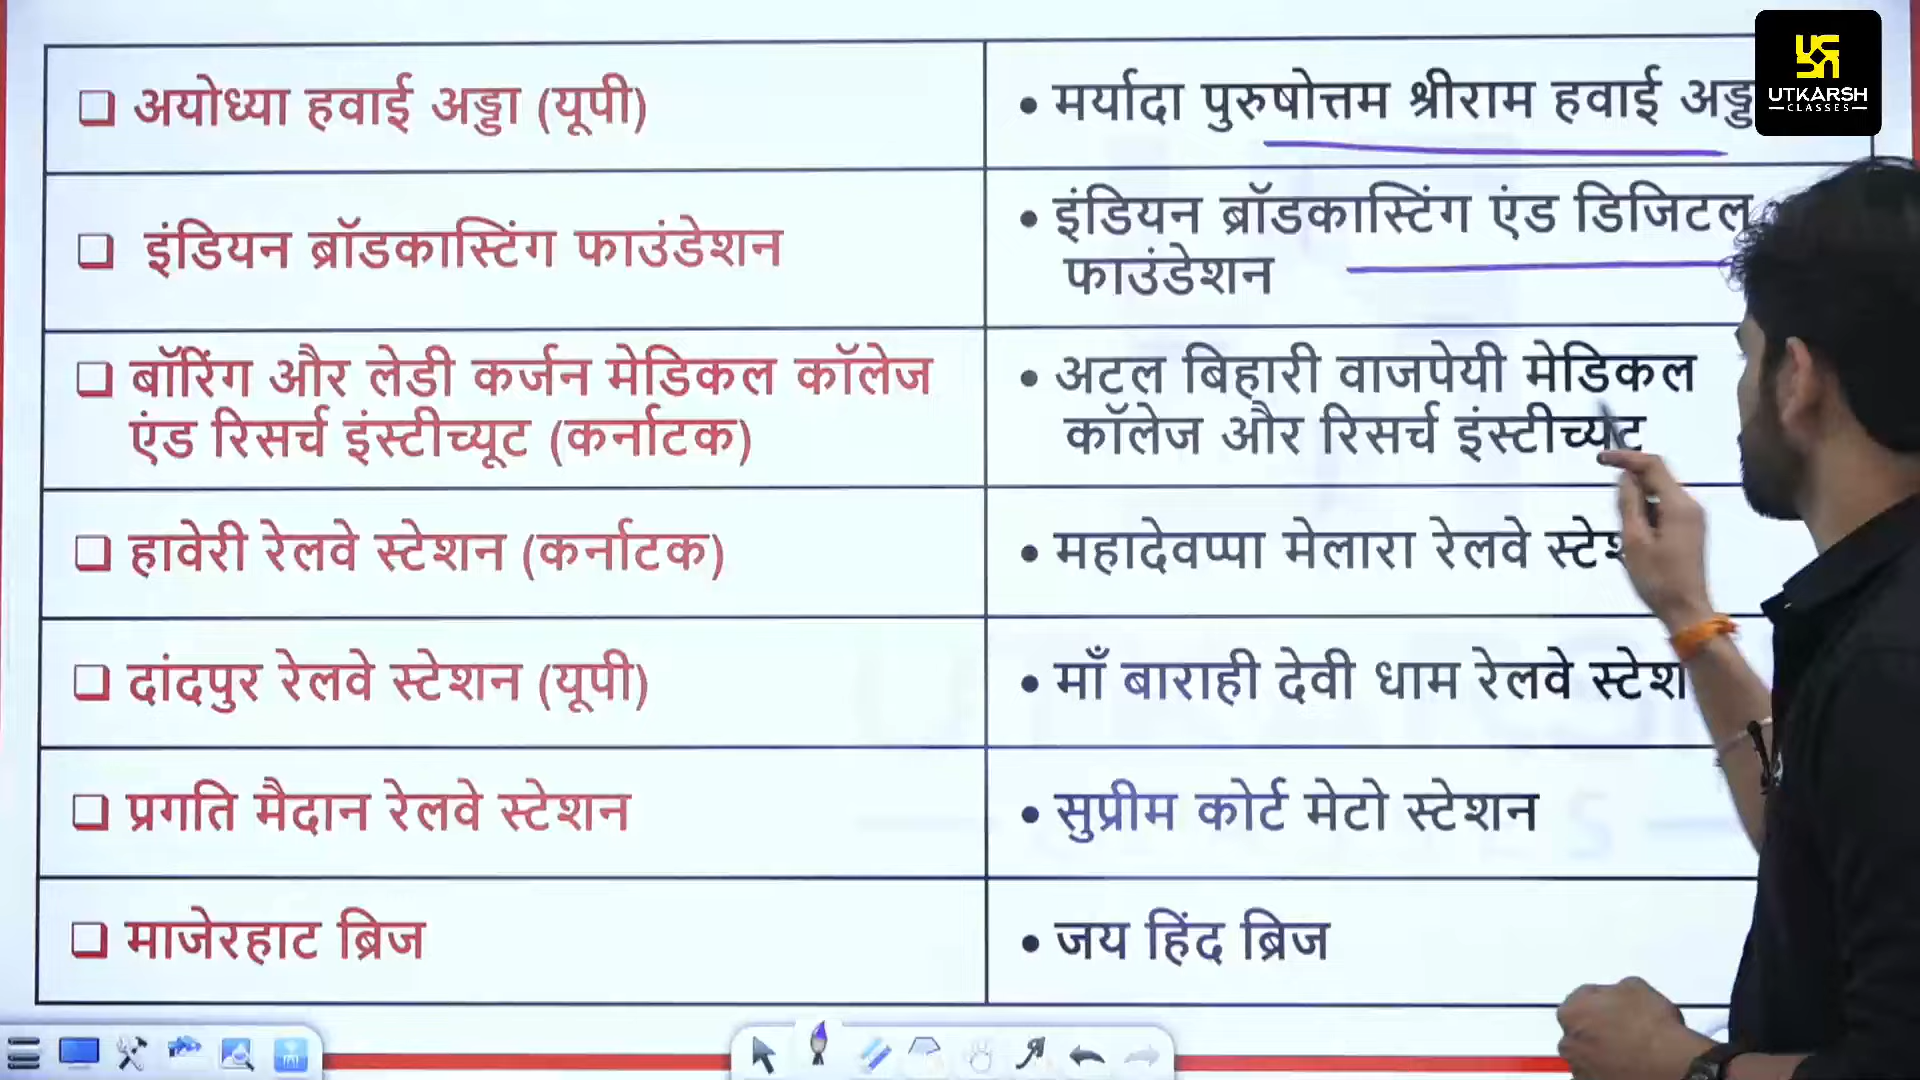 अयोध्या हवाई अड्डा (यूपी)
मर्यादा पुरुषोत्तम श्रीराम हवाई
UTKARSH
CLASSES
इंडियन ब्रॉडकास्टिंग फाउंडेशन
इंडियन ब्रॉडकास्टिंग एंड डिजिटल
फाउंडेशन
बॉरिंग और लेडी कर्जन मेडिकल कॉलेज
एंड रिसर्च इंस्टीच्यूट (कर्नाटक)
अटल बिहारी वाजपेयी मेडिकल
कॉलेज और रिसर्च इंस्टीच्यूट
हावेरी रेलवे स्टेशन (कर्नाटक)
महादेवप्पा मेलारा रेलवे
दांदपुर रेलवे स्टेशन (यूपी)
माँ बाराही देवी धाम रेलवे
प्रगति मैदान रेलवे स्टेशन
सुप्रीम कोर्ट मेटो स्टेशन
माजेरहाट ब्रिज
जय हिंद ब्रिज